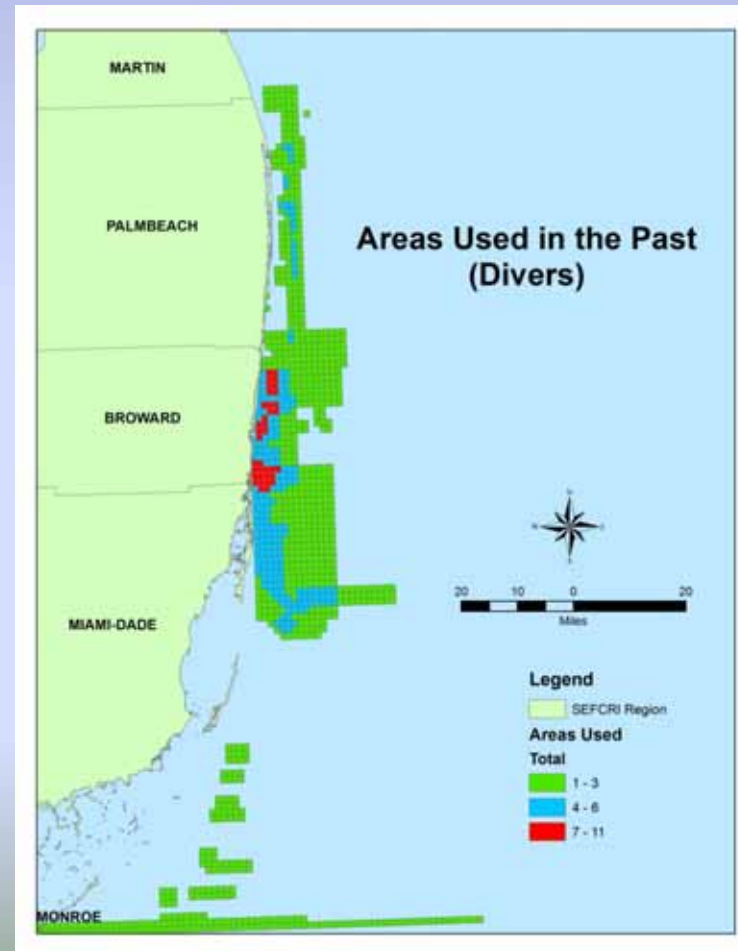 MARTIN
PALMBEACH
Areas Used in the Past
(Divers)
BROWARD
N
W E
S
20 10 0 20
Miles
MIAMI-DADE
Legend
SEFCRI Region
Areas Used
Total
1 - 3
4 - 6
7 - 11
MONROE